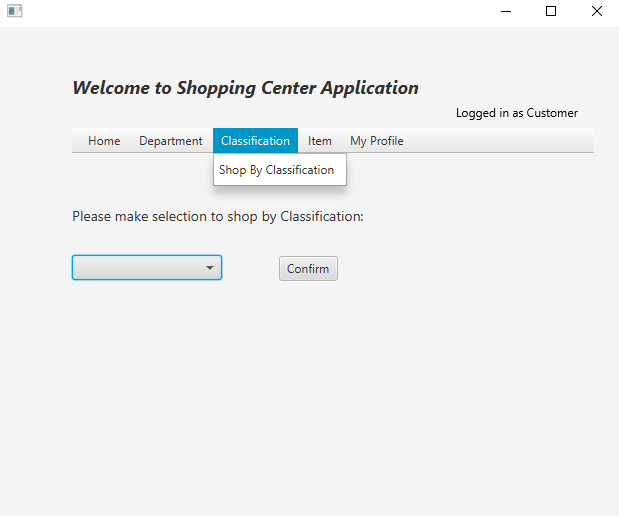 Welcome to Shopping Center Application
Logged in as Customer
Home Department Classification Item My Profile
Shop By Classification
Please make selection to shop by Classification:
Confirm